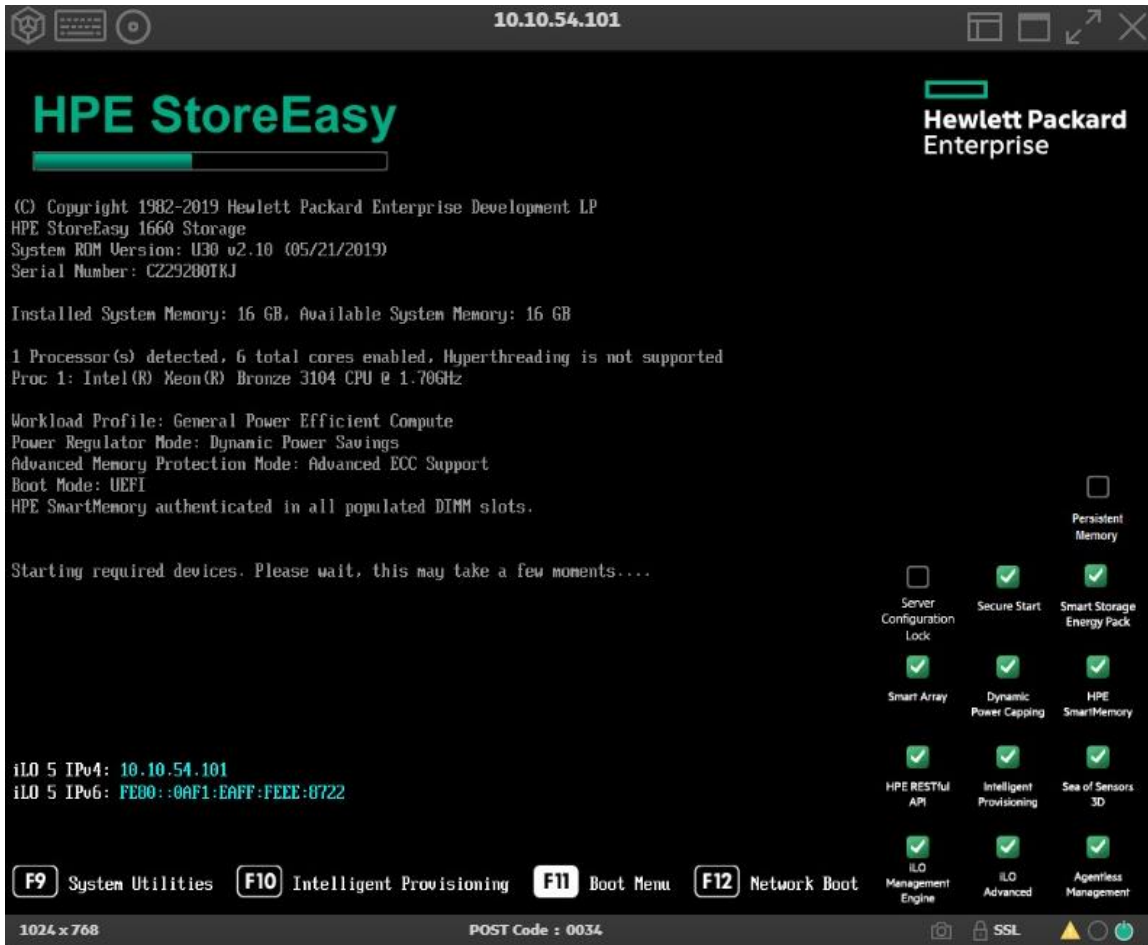 10.10.54.101
HPE StoreEasy
Hewlett Packard
Enterprise
(C) Copyright 1982-2019 Hewlett Packard Enterprise Development LP
HPE StoreEasy 1660 Storage
System ROM Version: U30 v2.10 (05/21/2019)
Serial Number: CZ29280TKJ
Installed System Memory: 16 GB, Available System Memory: 16 GB
1 Processor(s) detected, 6 total cores enabled, Hyperthreading is not supported
Proc 1: Intel(R) Xeon(R) Bronze 3104 CPU @ 1.70GHz
Workload Profile: General Power Efficient Compute
Power Regulator Mode: Dynamic Power Savings
Advanced Memory Protection Mode: Advanced ECC Support
Boot Mode: UEFI
HPE SmartMemory authenticated in all populated DIMM slots.
Persistent
Memory
Starting required devices. Please wait, this may take a few moments....
Server
Configuration
Lock
Secure Start
Smart Storage
Energy Pack
Smart Array
Dynamic
Power Capping
HPE
SmartMemory
iLO 5 IPv4: 10.10.54.101
iLO 5 IPv6: FE80::0AF1:EAFF:FEEE:8722
HPE RESTful
API
Intelligent
Provisioning
Sea of Sensors
3D
F9 System Utilities F10 Intelligent Provisioning F11 Boot Menu F12 Network Boot
iLO
Management
Engine
iLO
Advanced
Agentless
Management
1024 x 768 POST Code : 0034 SSL